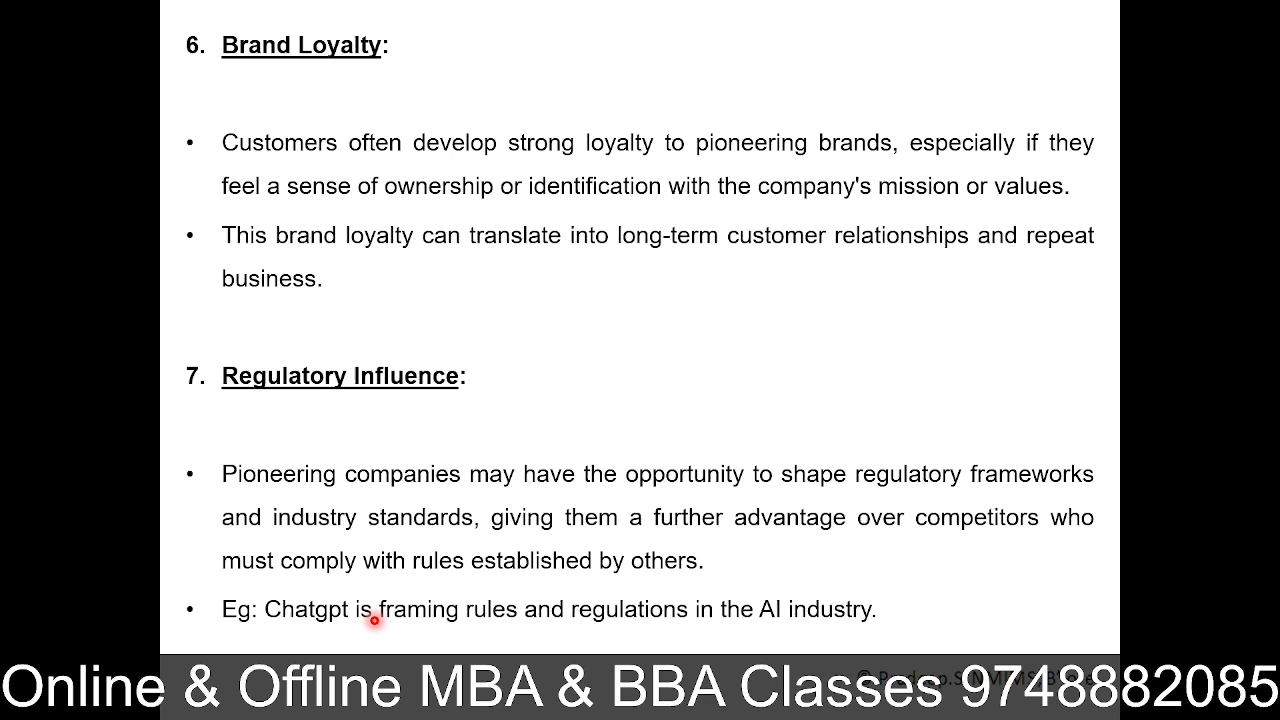 6. Brand Loyalty:
• Customers often develop strong loyalty to pioneering brands, especially if they
feel a sense of ownership or identification with the company's mission or values.
• This brand loyalty can translate into long-term customer relationships and repeat
business.
7. Regulatory Influence:
• Pioneering companies may have the opportunity to shape regulatory frameworks
and industry standards, giving them a further advantage over competitors who
must comply with rules established by others.
• Eg: Chatgpt is framing rules and regulations in the AI industry.
Online & Offline MBA & BBA Classes 9748882085